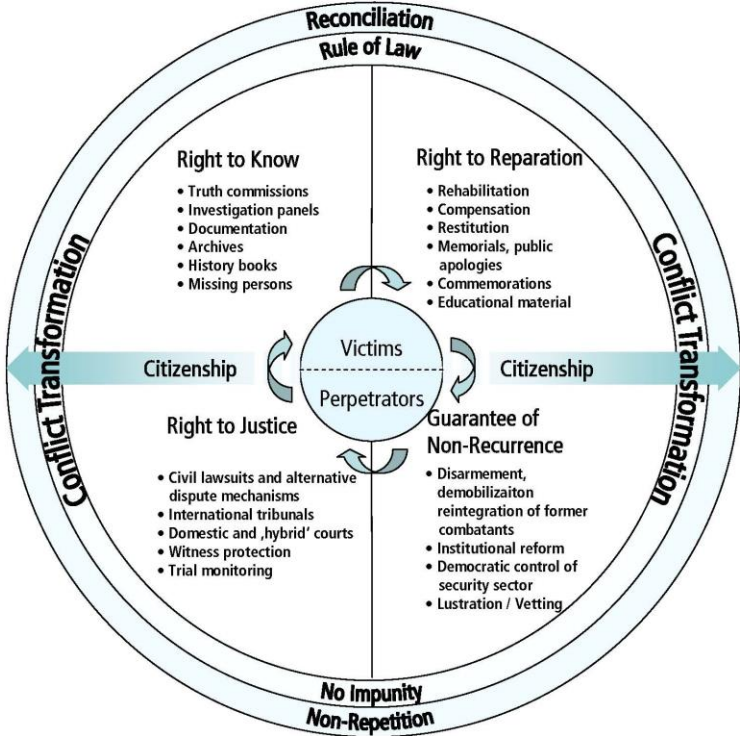 Reconciliation
Rule of Law
Conflict Transformation
Conflict Transformation
Right to Know
• Truth commissions
• Investigation panels
• Documentation
• Archives
• History books
• Missing persons
Right to Reparation
• Rehabilitation
• Compensation
• Restitution
• Memorials, public
apologies
• Commemorations
• Educational material
Citizenship
Victims
Perpetrators
Citizenship
Right to Justice
• Civil lawsuits and alternative
dispute mechanisms
• International tribunals
• Domestic and ‚hybrid' courts
• Witness protection
• Trial monitoring
Guarantee of
Non-Recurrence
• Disarmement,
demobilizaiton
reintegration of former
combatants
• Institutional reform
• Democratic control of
security sector
• Lustration / Vetting
No Impunity
Non-Repetition